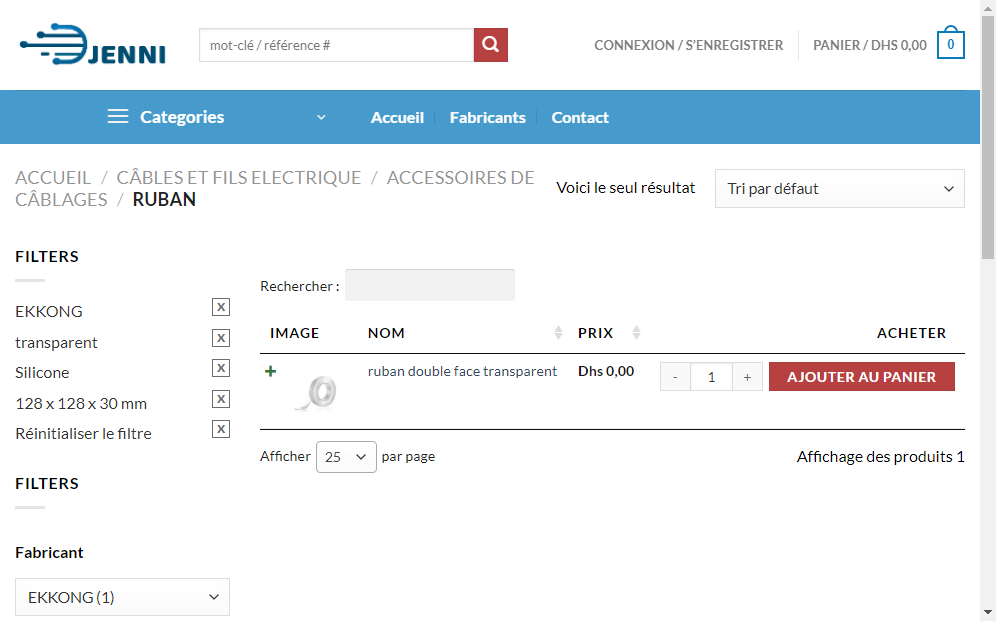 JENNI
mot-clé / référence #
CONNEXION / S'ENREGISTRER
PANIER / DHS 0,00
0
Categories
Accueil
Fabricants
Contact
ACCUEIL / CÂBLES ET FILS ELECTRIQUE / ACCESSOIRES DE
CÂBLAGES / RUBAN
Voici le seul résultat
Tri par défaut
FILTERS
EKKONG X
transparent X
Silicone X
128 x 128 x 30 mm X
Réinitialiser le filtre X
FILTERS
Fabricant
EKKONG (1)
Rechercher :
IMAGE NOM PRIX ACHETER
+ ruban double face transparent Dhs 0,00 - 1 + AJOUTER AU PANIER
Afficher 25 par page
Affichage des produits 1